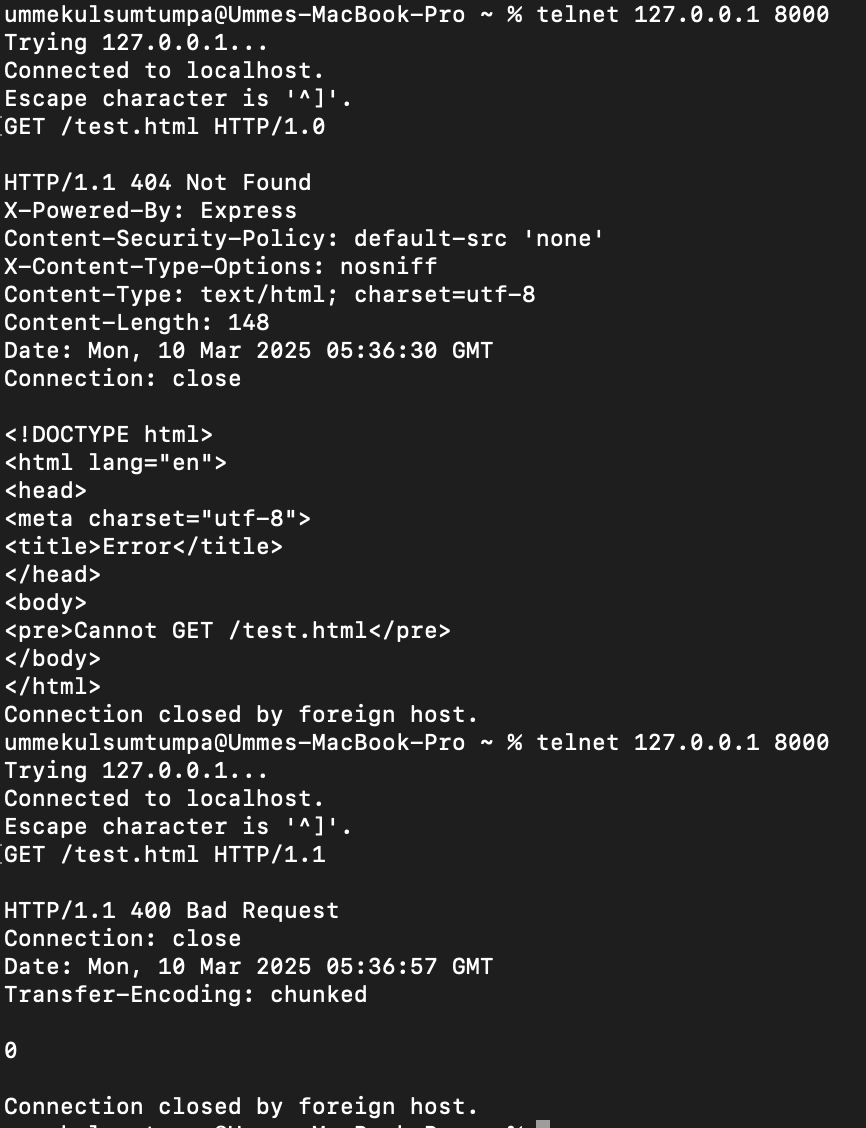 ummekulsumtumpa@Ummes-MacBook-Pro ~ % telnet 127.0.0.1 8000
Trying 127.0.0.1...
Connected to localhost.
Escape character is '^]'.
GET /test.html HTTP/1.0

HTTP/1.1 404 Not Found
X-Powered-By: Express
Content-Security-Policy: default-src 'none'
X-Content-Type-Options: nosniff
Content-Type: text/html; charset=utf-8
Content-Length: 148
Date: Mon, 10 Mar 2025 05:36:30 GMT
Connection: close

<!DOCTYPE html>
<html lang="en">
<head>
<meta charset="utf-8">
<title>Error</title>
</head>
<body>
<pre>Cannot GET /test.html</pre>
</body>
</html>
Connection closed by foreign host.
ummekulsumtumpa@Ummes-MacBook-Pro ~ % telnet 127.0.0.1 8000
Trying 127.0.0.1...
Connected to localhost.
Escape character is '^]'.
GET /test.html HTTP/1.1

HTTP/1.1 400 Bad Request
Connection: close
Date: Mon, 10 Mar 2025 05:36:57 GMT
Transfer-Encoding: chunked

0

Connection closed by foreign host.